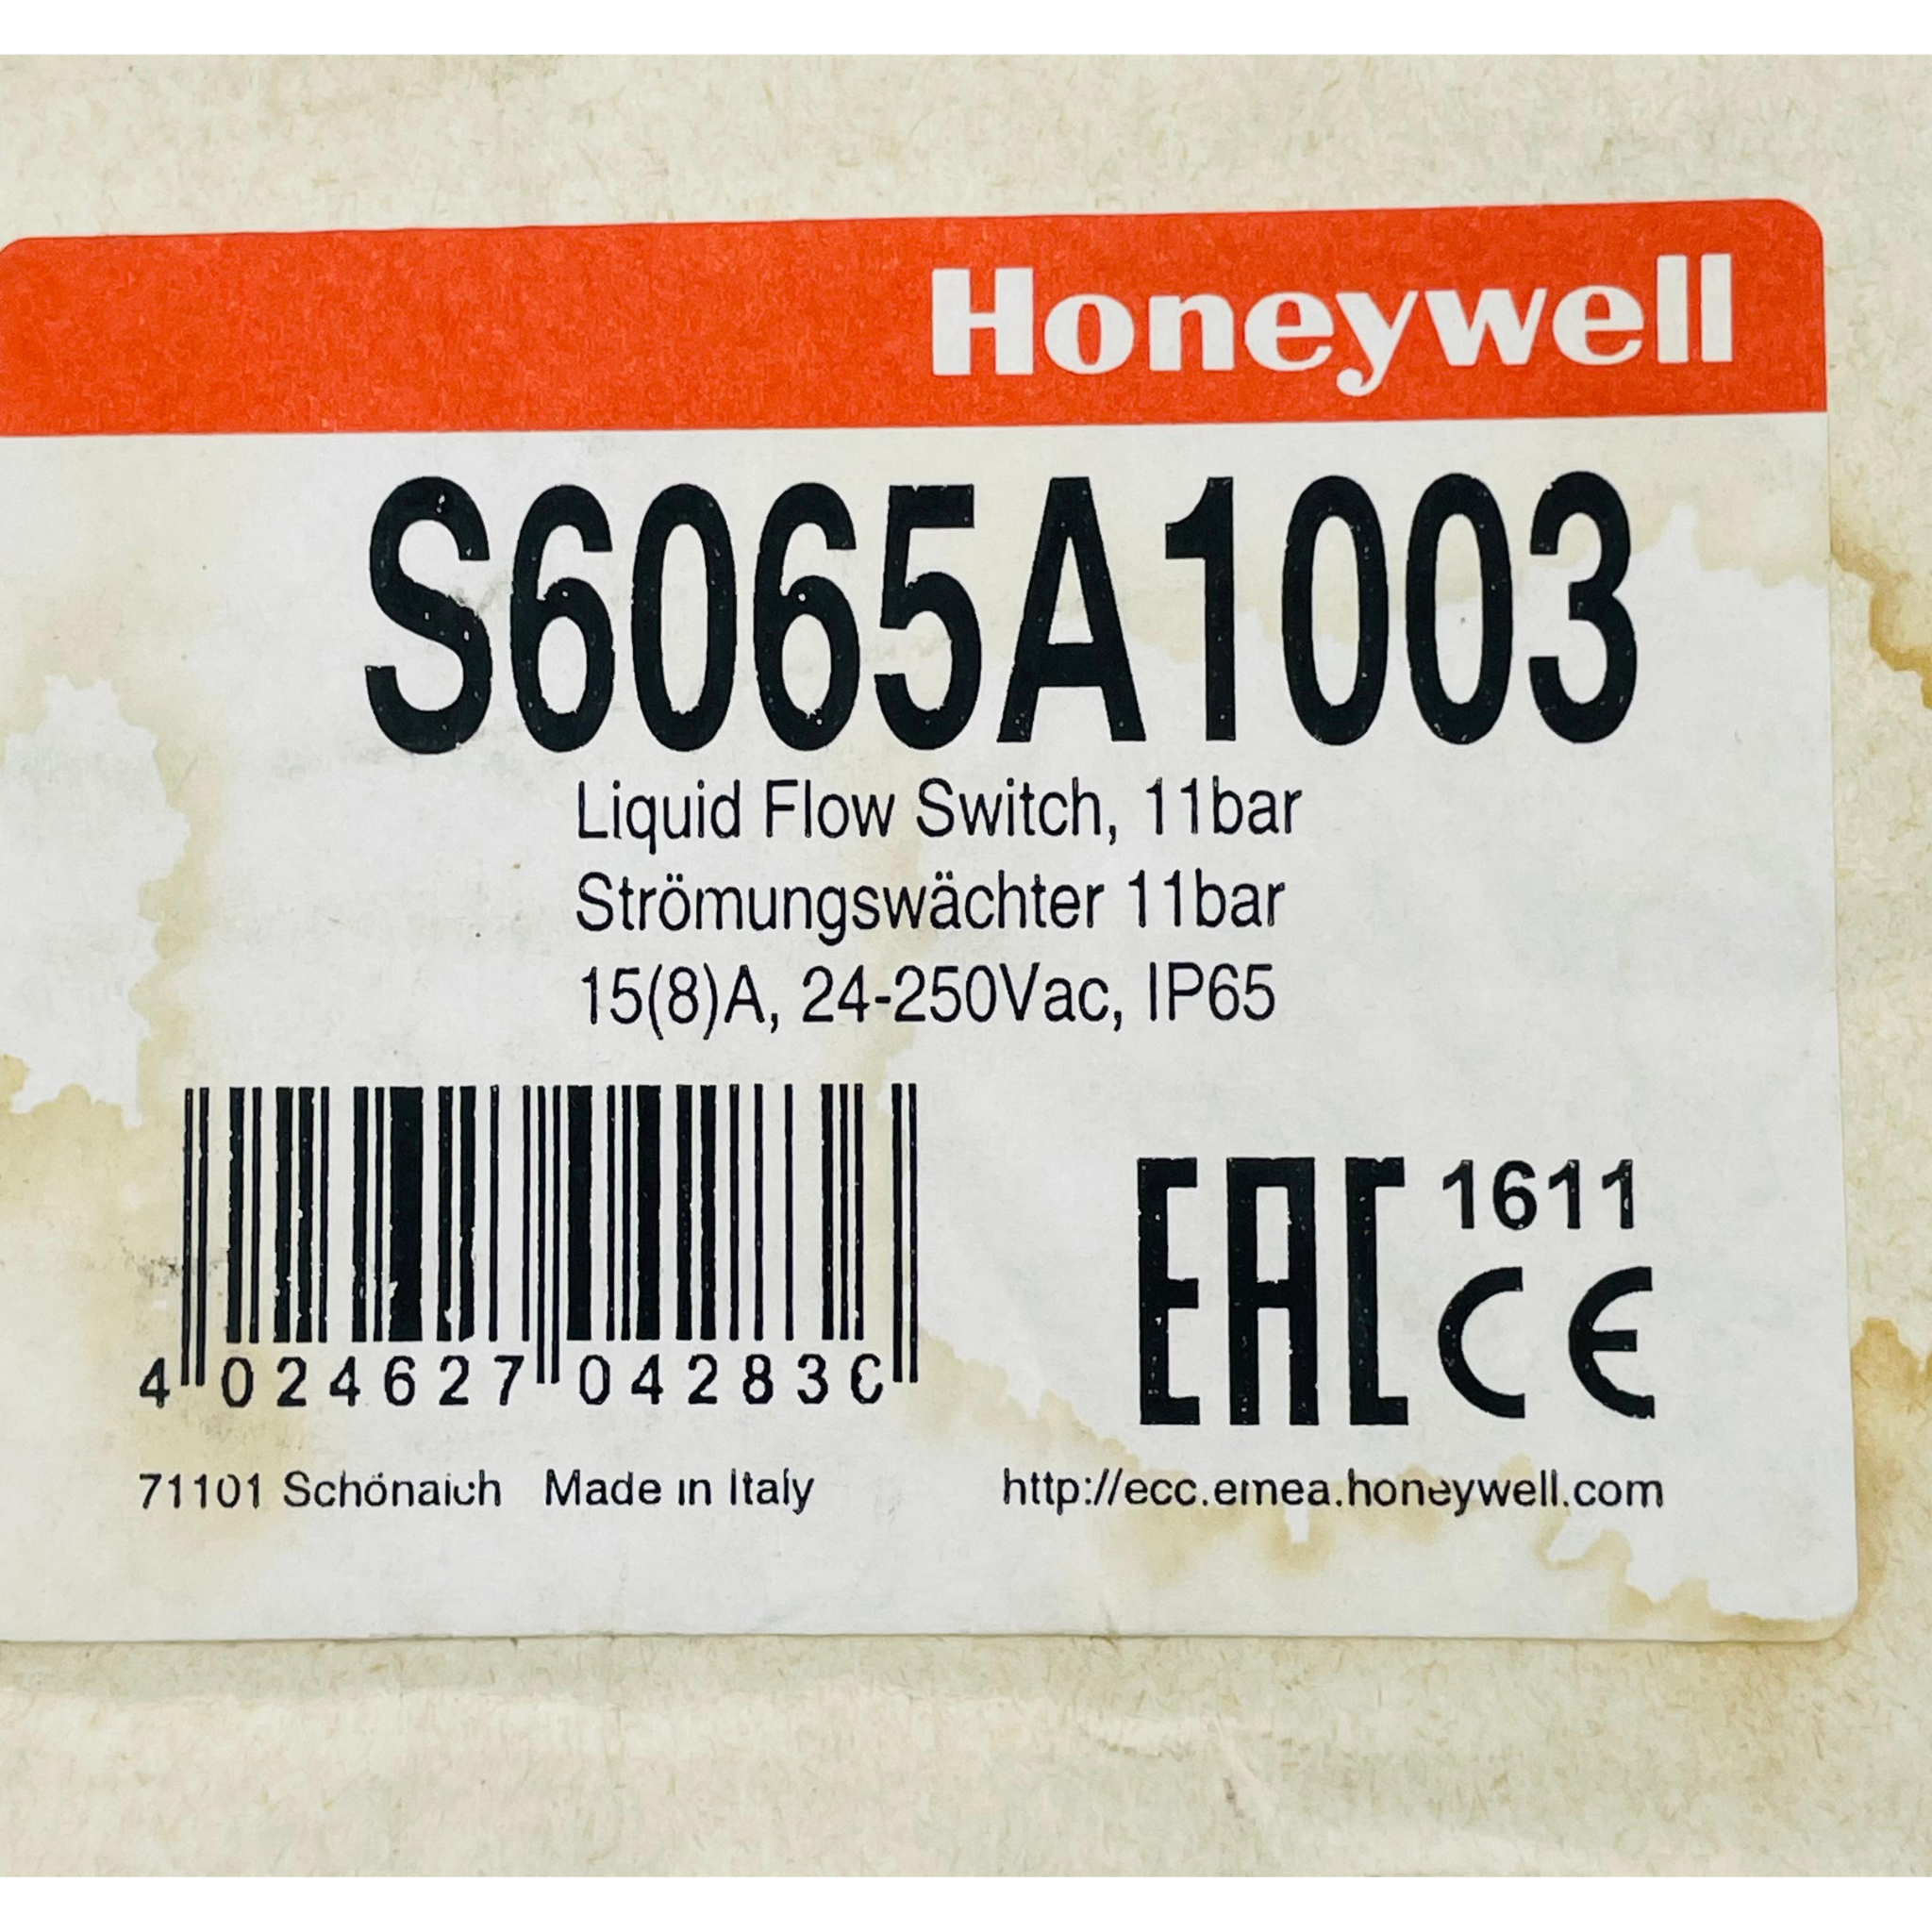 Honeywell
S6065A1003
Liquid Flow Switch, 11bar
Strömungswächter 11bar
15(8)A, 24-250Vac, IP65
4 024627 042836
EAC 1611
CE
71101 Schönaich Made in Italy
http://ecc.emea.honeywell.com